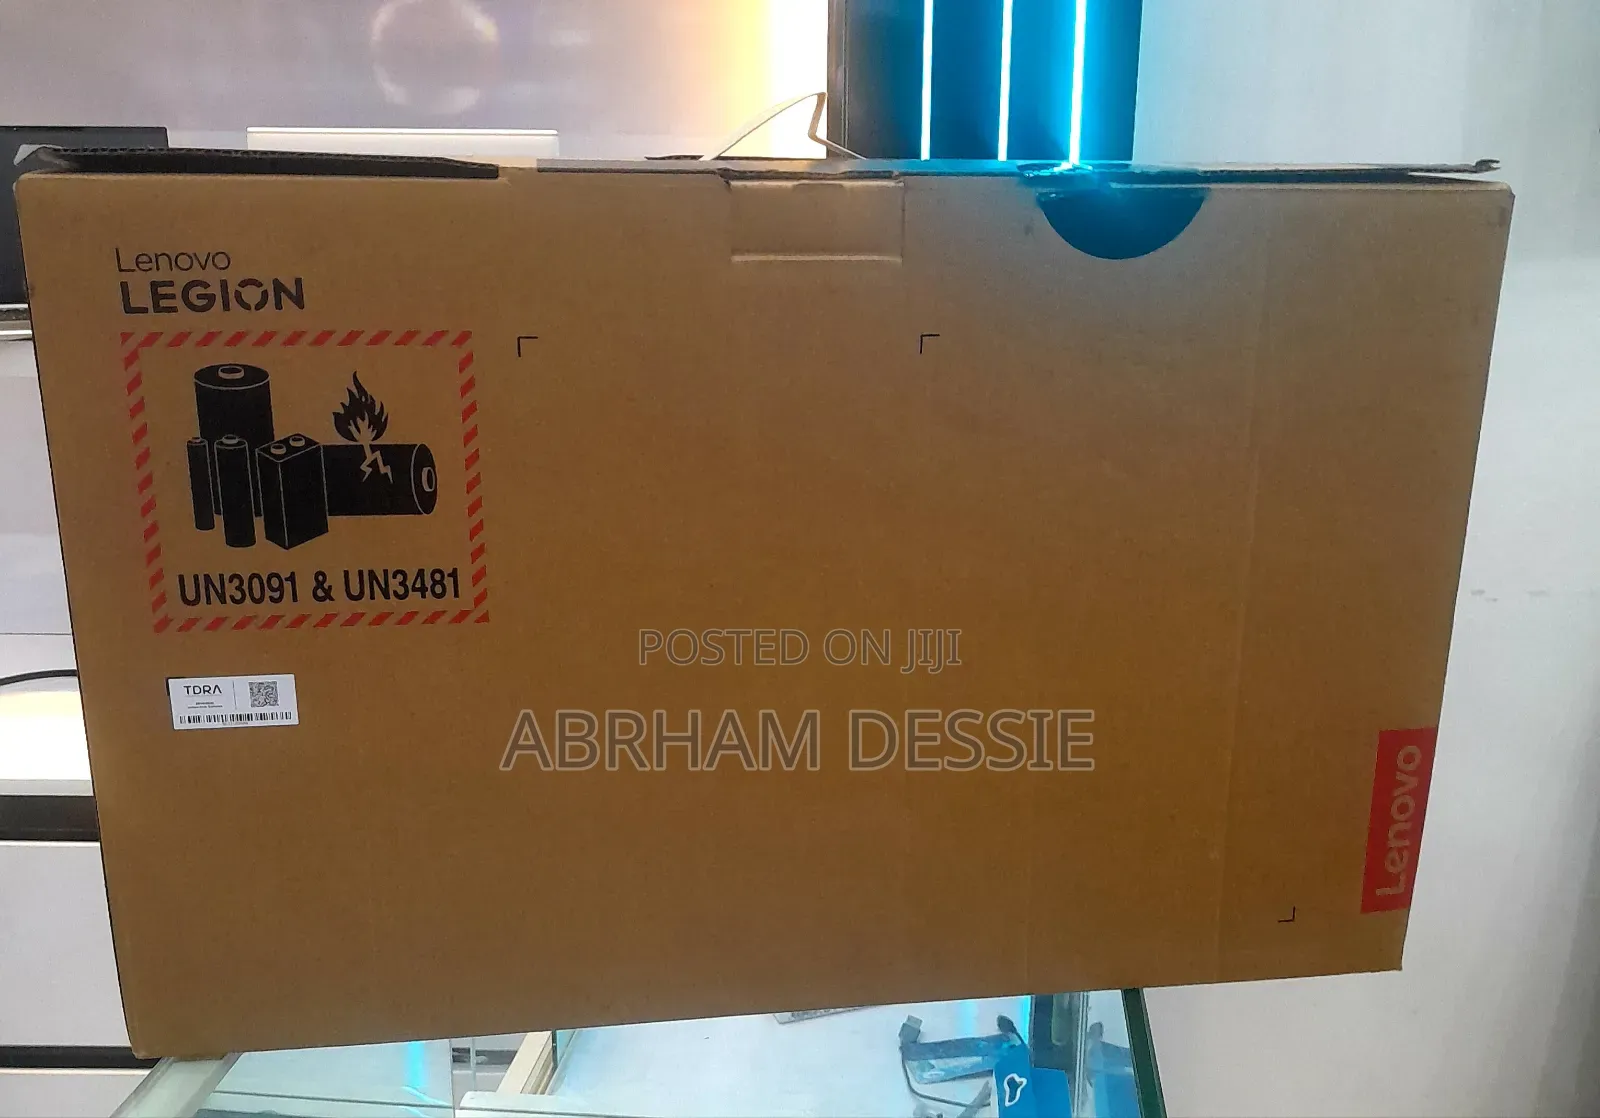 Lenovo
LEGION
UN3091 & UN3481
TDRA
POSTED ON JIJI
ABRHAM DESSIE
Lenovo